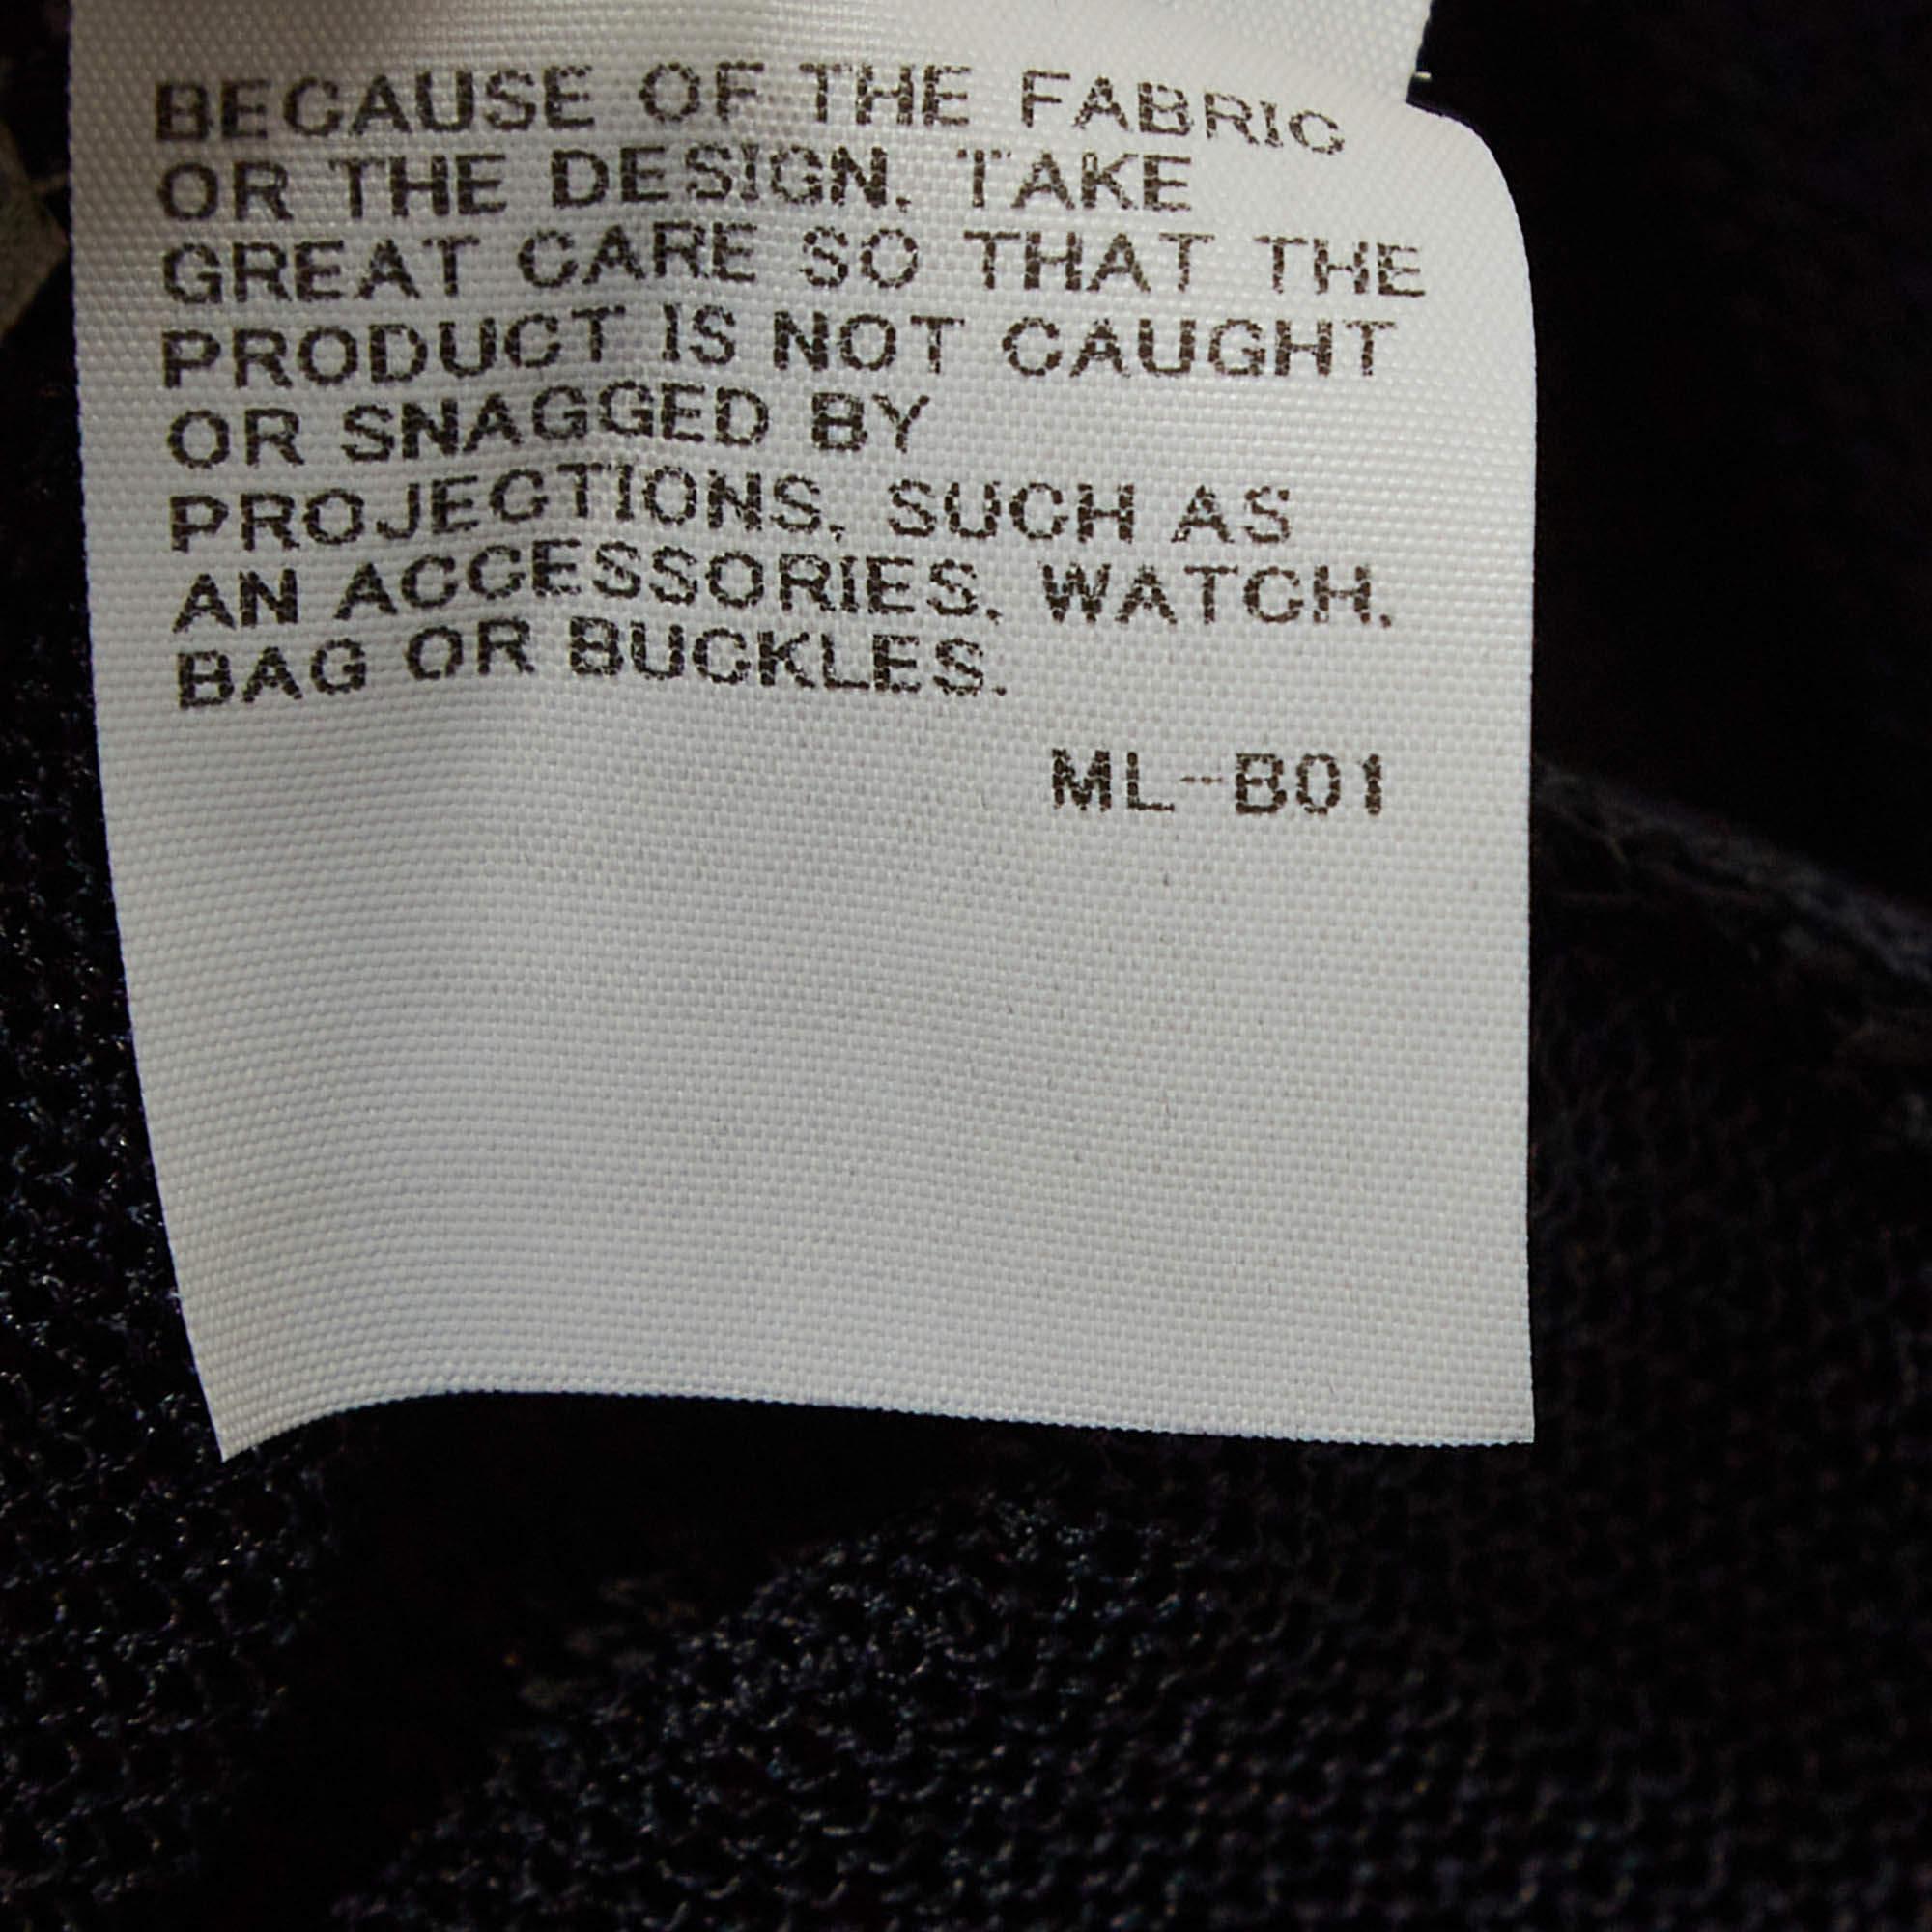 BECAUSE OF THE FABRIC
OR THE DESIGN, TAKE
GREAT CARE SO THAT THE
PRODUCT IS NOT CAUGHT
OR SNAGGED BY
PROJECTIONS, SUCH AS
AN ACCESSORIES, WATCH,
BAG OR BUCKLES.
ML-B01